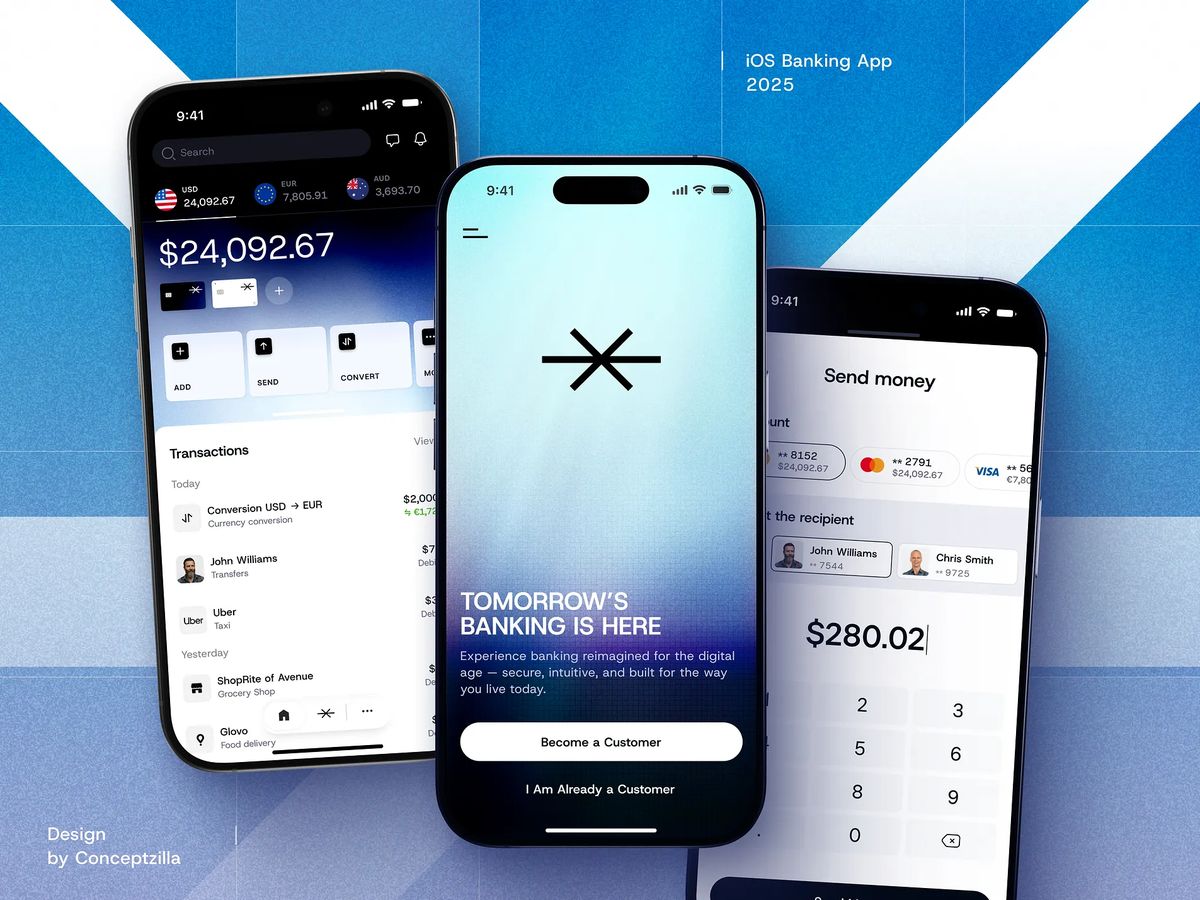 iOS Banking App
2025
9:41
Search
USD
24,092.67
EUR
7,805.91
AUD
3,693.70
$24,092.67
ADD
SEND
CONVERT
Transactions
View
Today
Conversion USD → EUR
Currency conversion
$2,000
John Williams
Transfers
Uber
Uber
Taxi
Yesterday
ShopRite of Avenue
Grocery Shop
Glovo
Food delivery
9:41
TOMORROW'S
BANKING IS HERE
Experience banking reimagined for the digital
age — secure, intuitive, and built for the way
you live today.
Become a Customer
I Am Already a Customer
9:41
Send money
** 8152
$24,092.67
** 2791
$24,092.67
VISA
** 56
€7,80
the recipient
John Williams
** 7544
Chris Smith
** 9725
$280.02
2
3
5
6
8
9
0
Design
by Conceptzilla